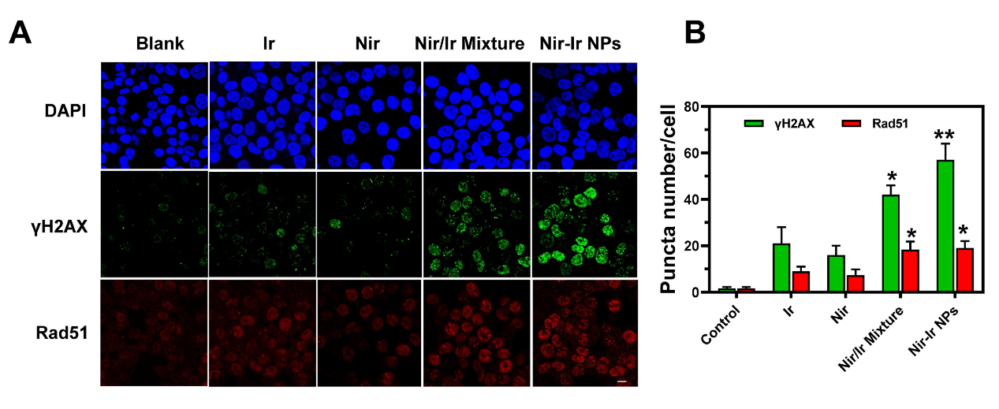 A
B
Blank Ir Nir Nir/Ir Mixture Nir-Ir NPs
DAPI
γH2AX
Rad51
Puncta number/cell
80
60
40
20
0
γH2AX Rad51
* * ** *
Control Ir Nir Nir/Ir Mixture Nir-Ir NPs